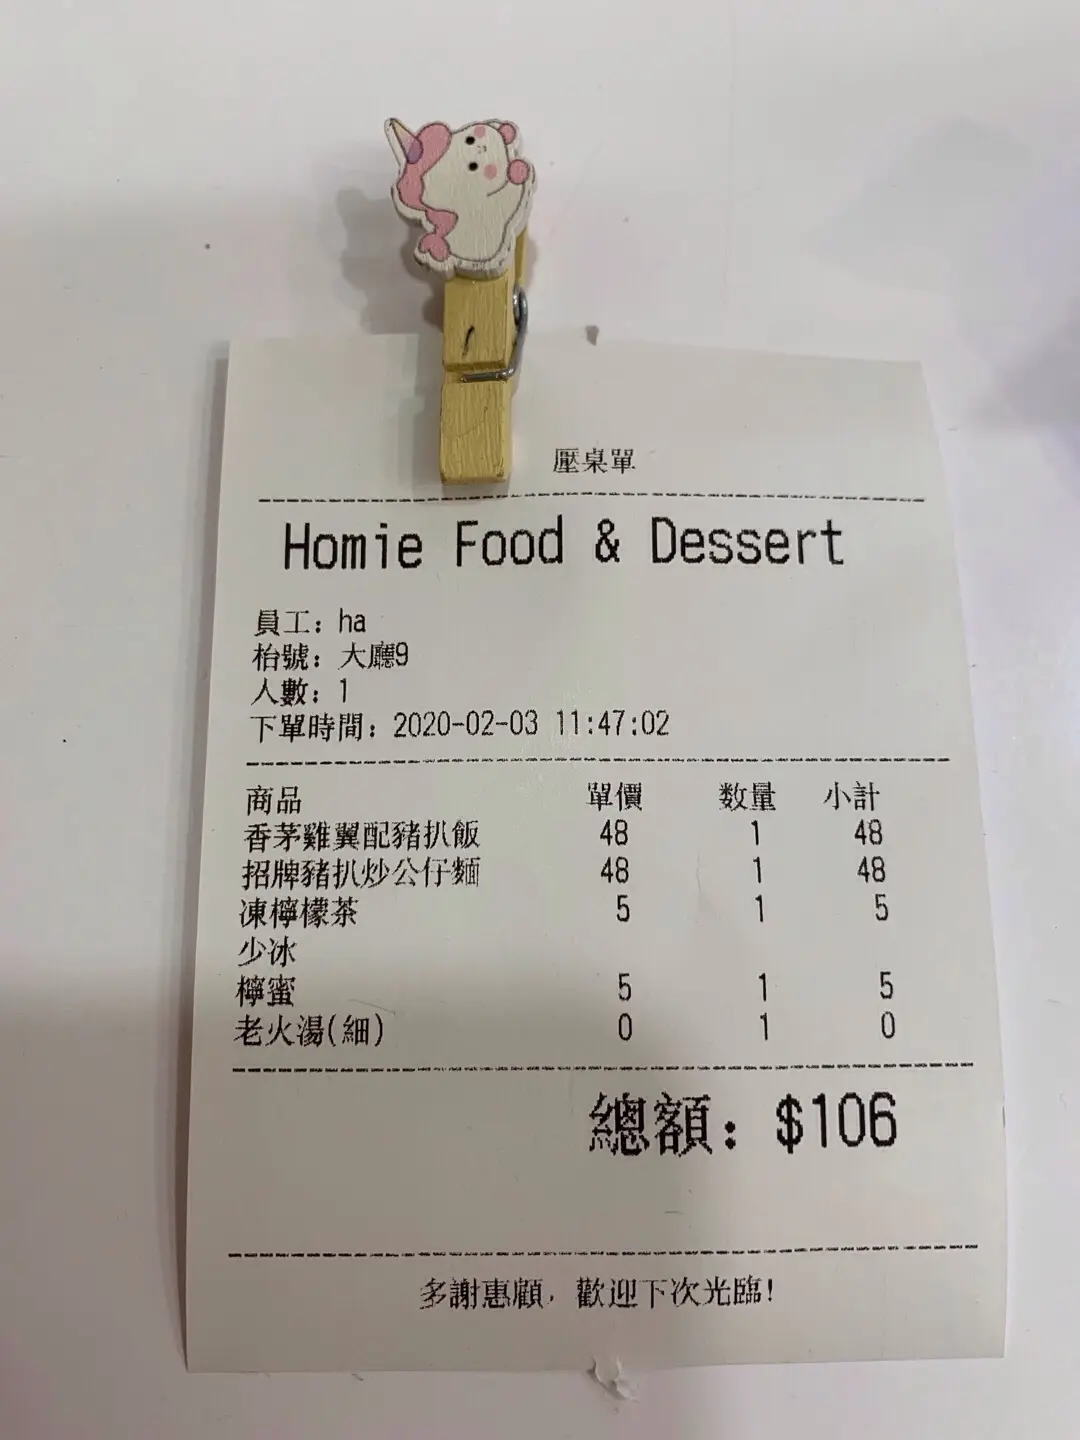 壓桌單
Homie Food & Dessert
員工：ha
枱號：大廳9
人數：1
下單時間：2020-02-03 11:47:02
商品 單價 数量 小計
香茅雞翼配豬扒飯 48 1 48
招牌豬扒炒公仔麵 48 1 48
凍檸檬茶 5 1 5
少冰
檸蜜 5 1 5
老火湯(細) 0 1 0
總額：$106
多謝惠顧，歡迎下次光臨!